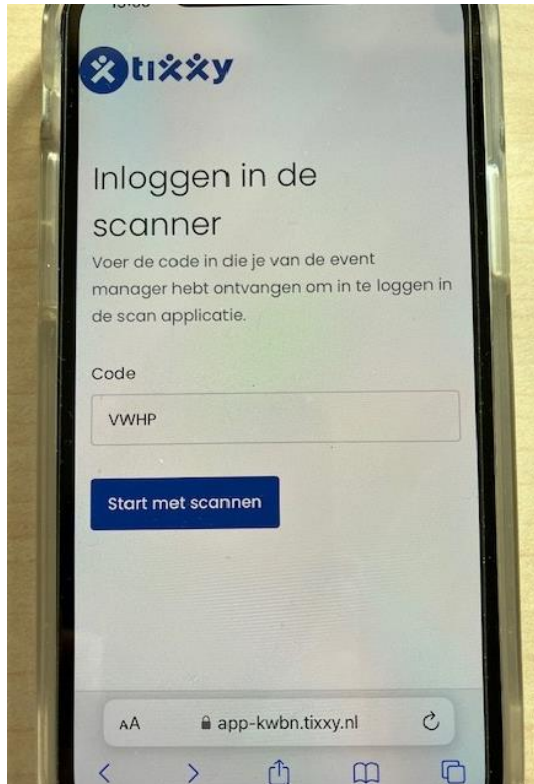 tixxy
Inloggen in de
scanner
Voer de code in die je van de event
manager hebt ontvangen om in te loggen in
de scan applicatie.
Code
VWHP
Start met scannen
AA
app-kwbn.tixxy.nl